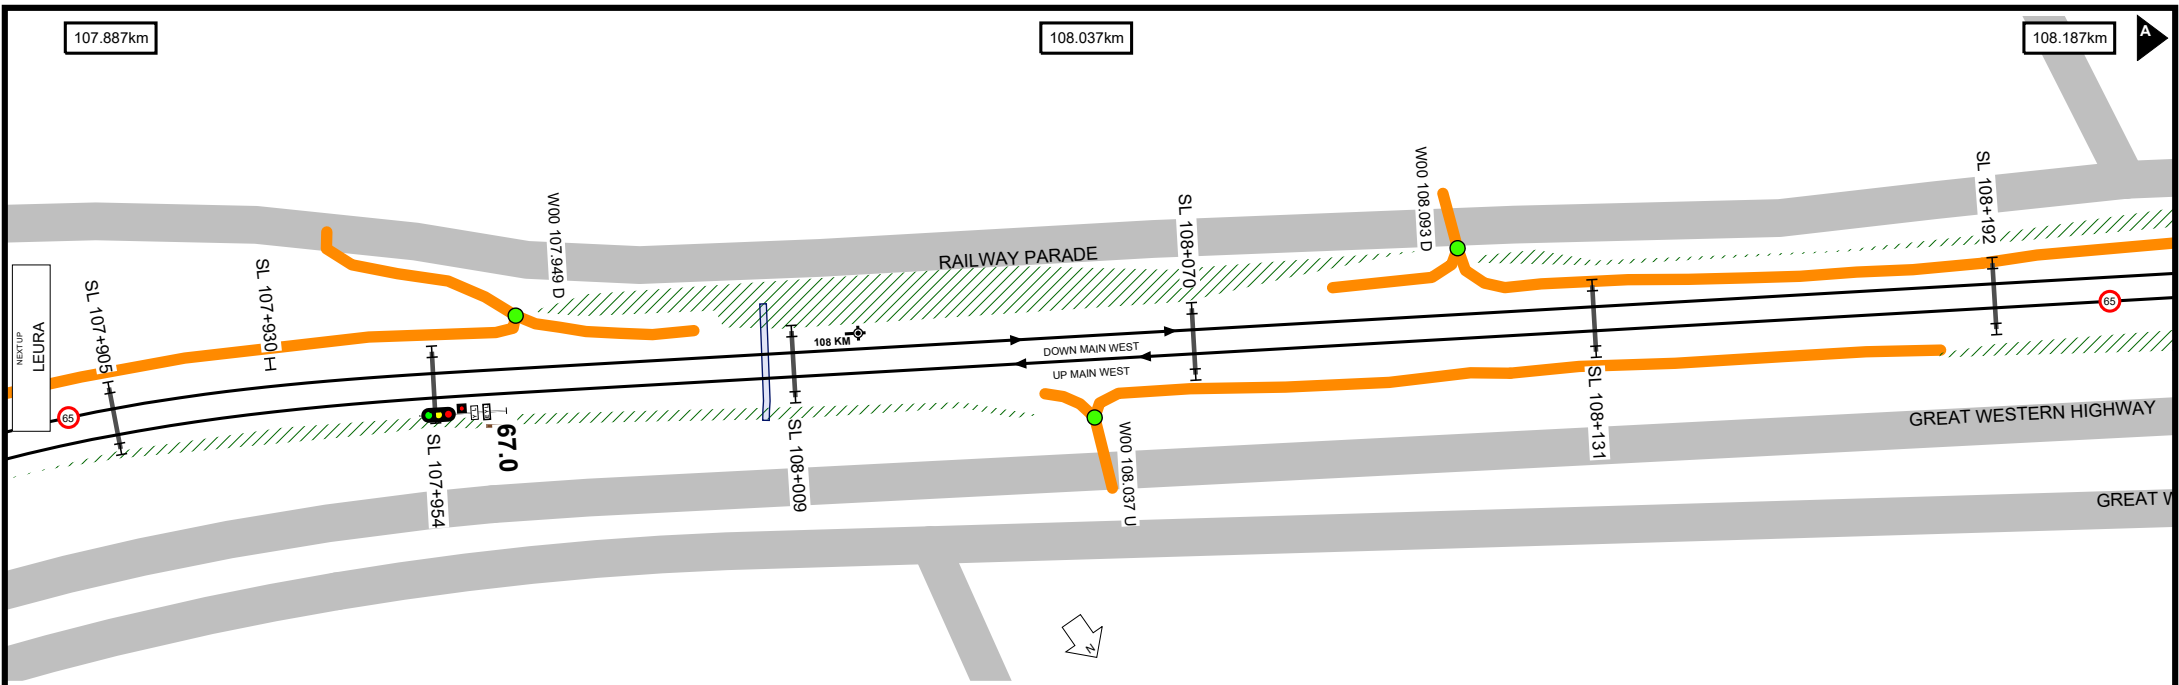 107.887km
108.037km
108.187km
A
W00 108.093 D
SL 108+192
W00 107.949 D
SL 108+070
RAILWAY PARADE
SL 107+930
SL 107+905
NEXT UP
LEURA
65
65
108 KM
DOWN MAIN WEST
UP MAIN WEST
67.0
SL 107+954
SL 108+009
W00 108.037 U
SL 108+131
GREAT WESTERN HIGHWAY
GREAT W
N